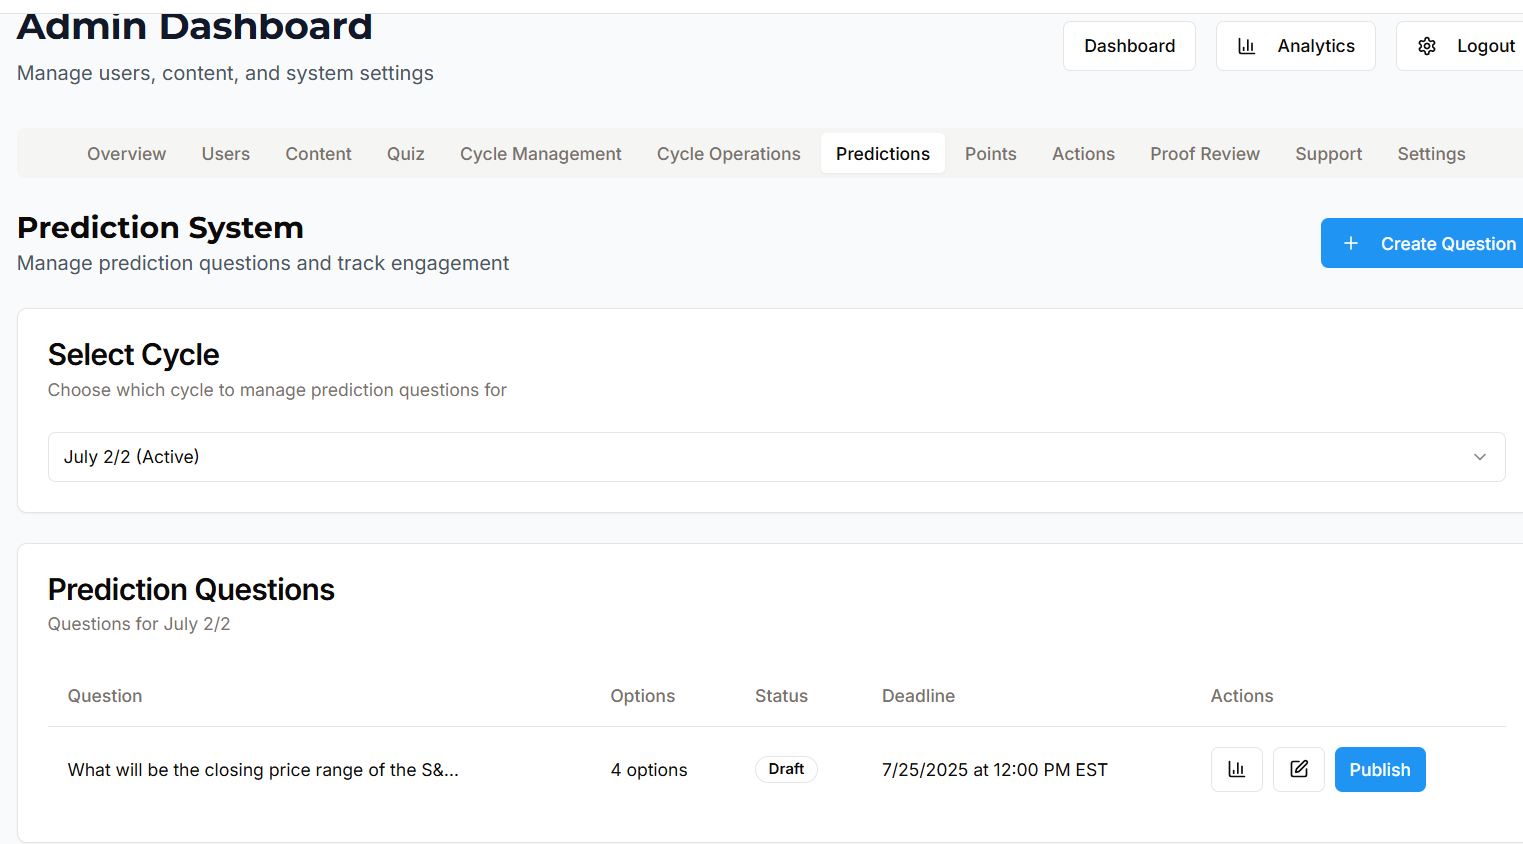 Admin Dashboard
Manage users, content, and system settings
Dashboard
Analytics
Logout
Overview Users Content Quiz Cycle Management Cycle Operations Predictions Points Actions Proof Review Support Settings
Prediction System
Manage prediction questions and track engagement
Create Question
Select Cycle
Choose which cycle to manage prediction questions for
July 2/2 (Active)
Prediction Questions
Questions for July 2/2
Question Options Status Deadline Actions
What will be the closing price range of the S&... 4 options Draft 7/25/2025 at 12:00 PM EST Publish